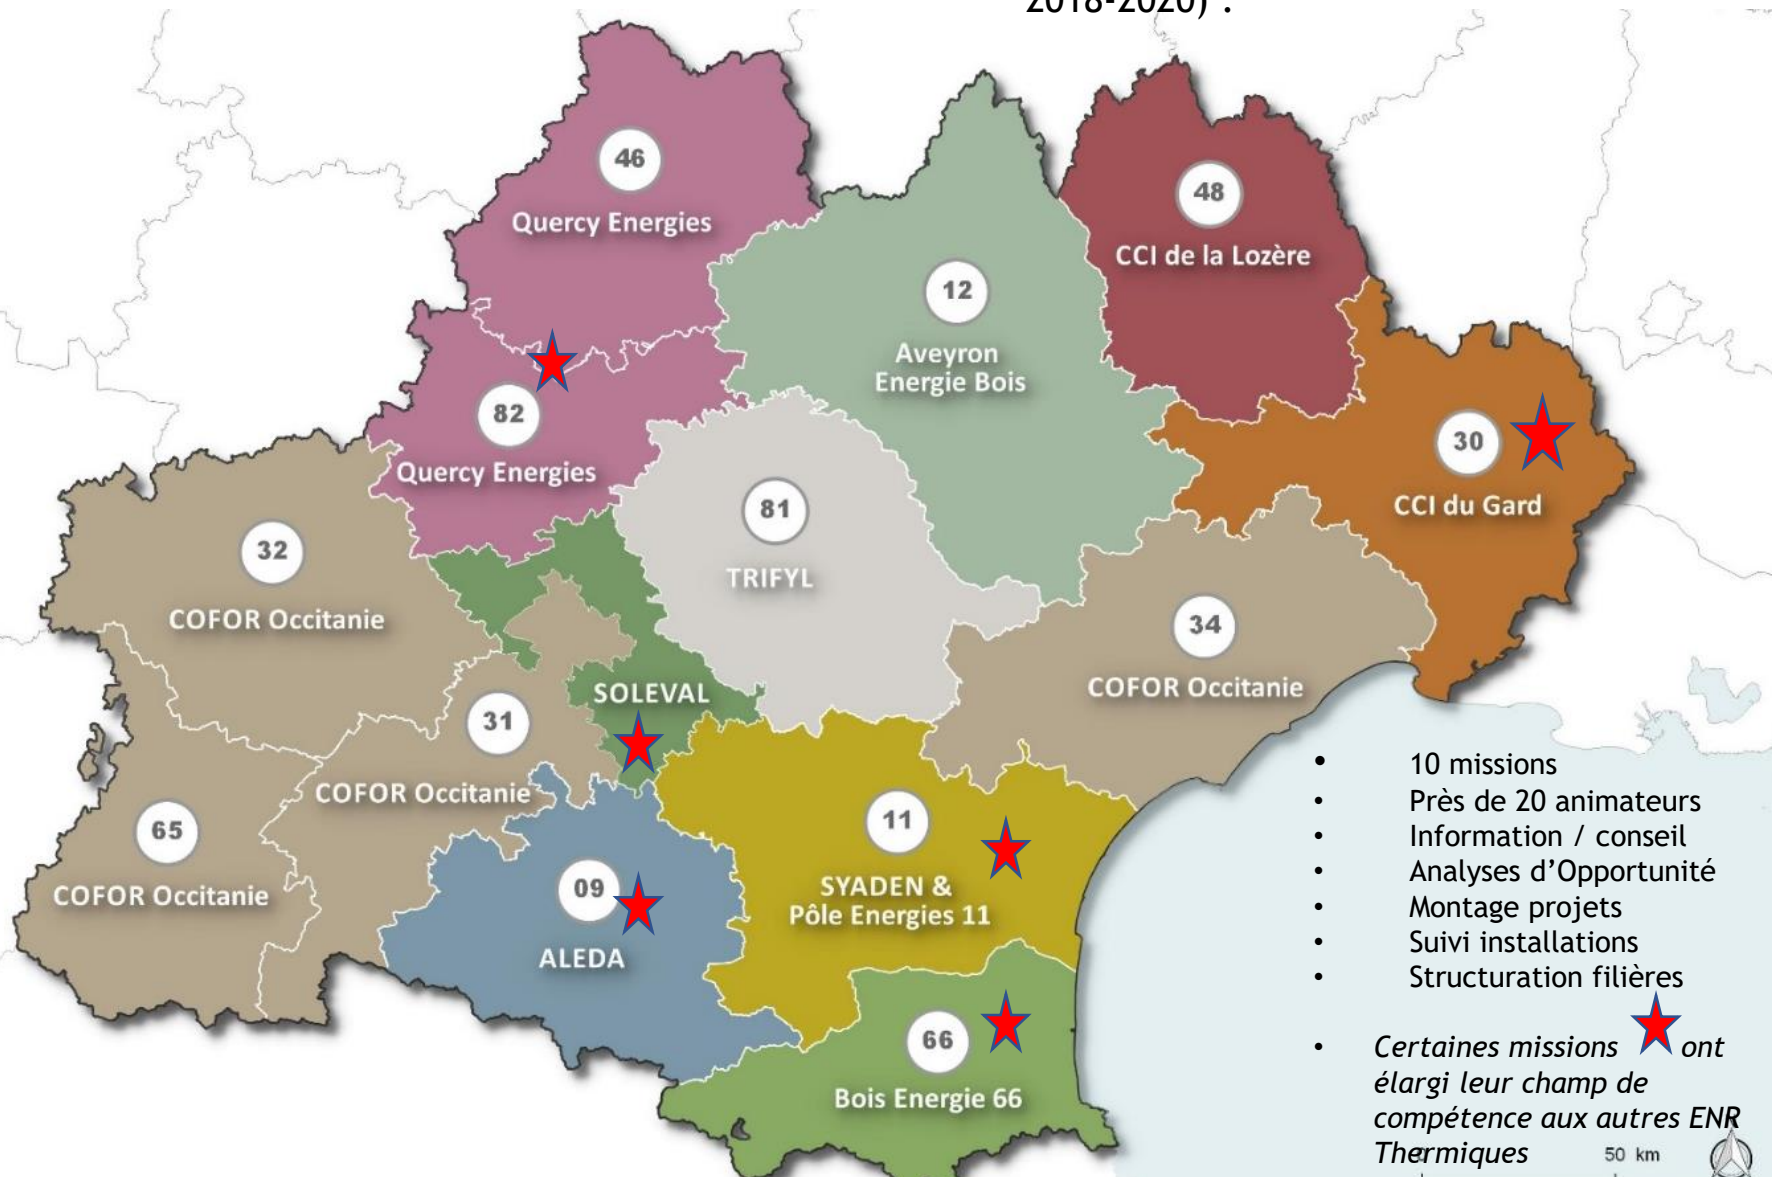 2018-2020) :
46
Quercy Energies
48
CCI de la Lozère
12
Aveyron
Energie Bois
82
Quercy Energies
30
CCI du Gard
81
TRIFYL
32
COFOR Occitanie
34
COFOR Occitanie
SOLEVAL
31
COFOR Occitanie
65
COFOR Occitanie
11
SYADEN &
Pôle Energies 11
09
ALEDA
66
Bois Energie 66
• 10 missions
• Près de 20 animateurs
• Information / conseil
• Analyses d’Opportunité
• Montage projets
• Suivi installations
• Structuration filières
• Certaines missions ont
élargi leur champ de
compétence aux autres ENR
Thermiques
0 50 km